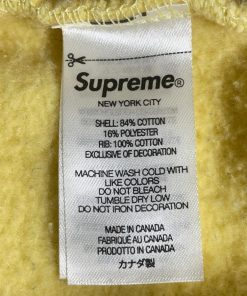 Supreme®
NEW YORK CITY
SHELL: 84% COTTON
16% POLYESTER
RIB: 100% COTTON
EXCLUSIVE OF DECORATION
MACHINE WASH COLD WITH
LIKE COLORS
DO NOT BLEACH
TUMBLE DRY LOW
DO NOT IRON DECORATION
MADE IN CANADA
FABRIQUÉ AU CANADA
PRODOTTO IN CANADA
カナダ製